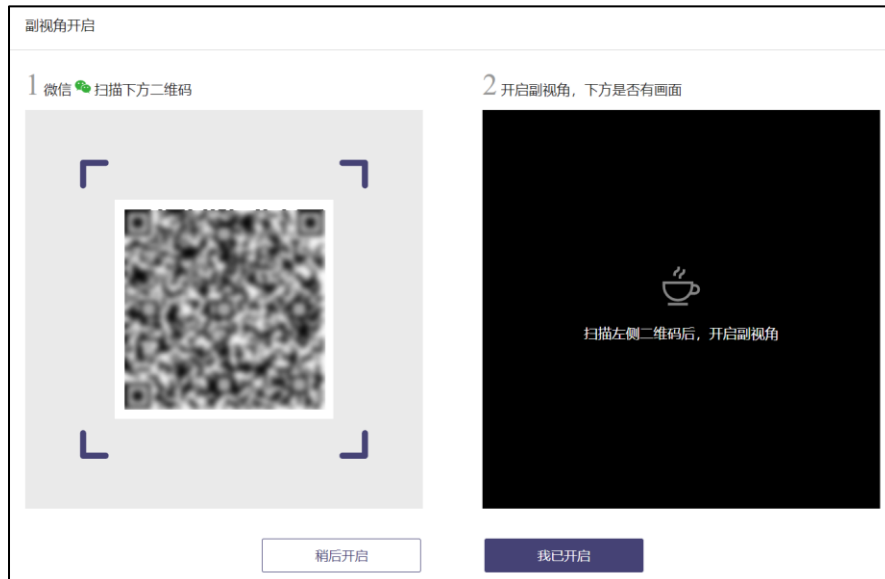 副视角开启
1 微信 扫描下方二维码
2 开启副视角，下方是否有画面
扫描左侧二维码后，开启副视角
稍后开启
我已开启